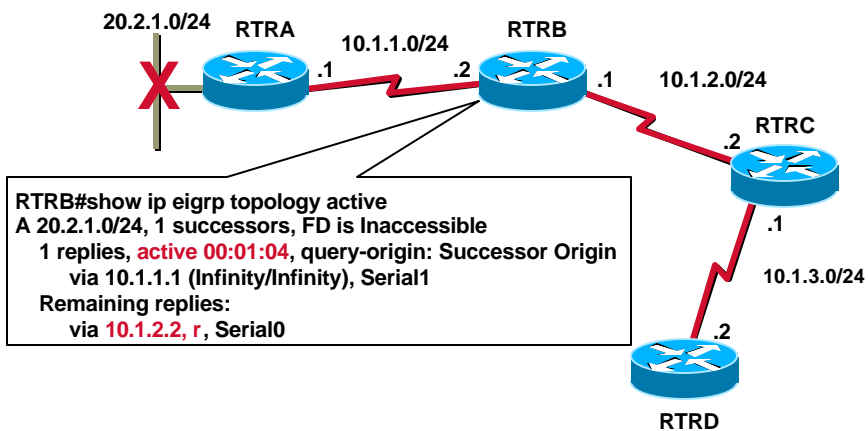 20.2.1.0/24
RTRA
RTRB
10.1.1.0/24
.1
.2
.1
10.1.2.0/24
.2
RTRC
RTRB#show ip eigrp topology active
A 20.2.1.0/24, 1 successors, FD is Inaccessible
1 replies, active 00:01:04, query-origin: Successor Origin
via 10.1.1.1 (Infinity/Infinity), Serial1
Remaining replies:
via 10.1.2.2, r, Serial0
.1
10.1.3.0/24
.2
RTRD